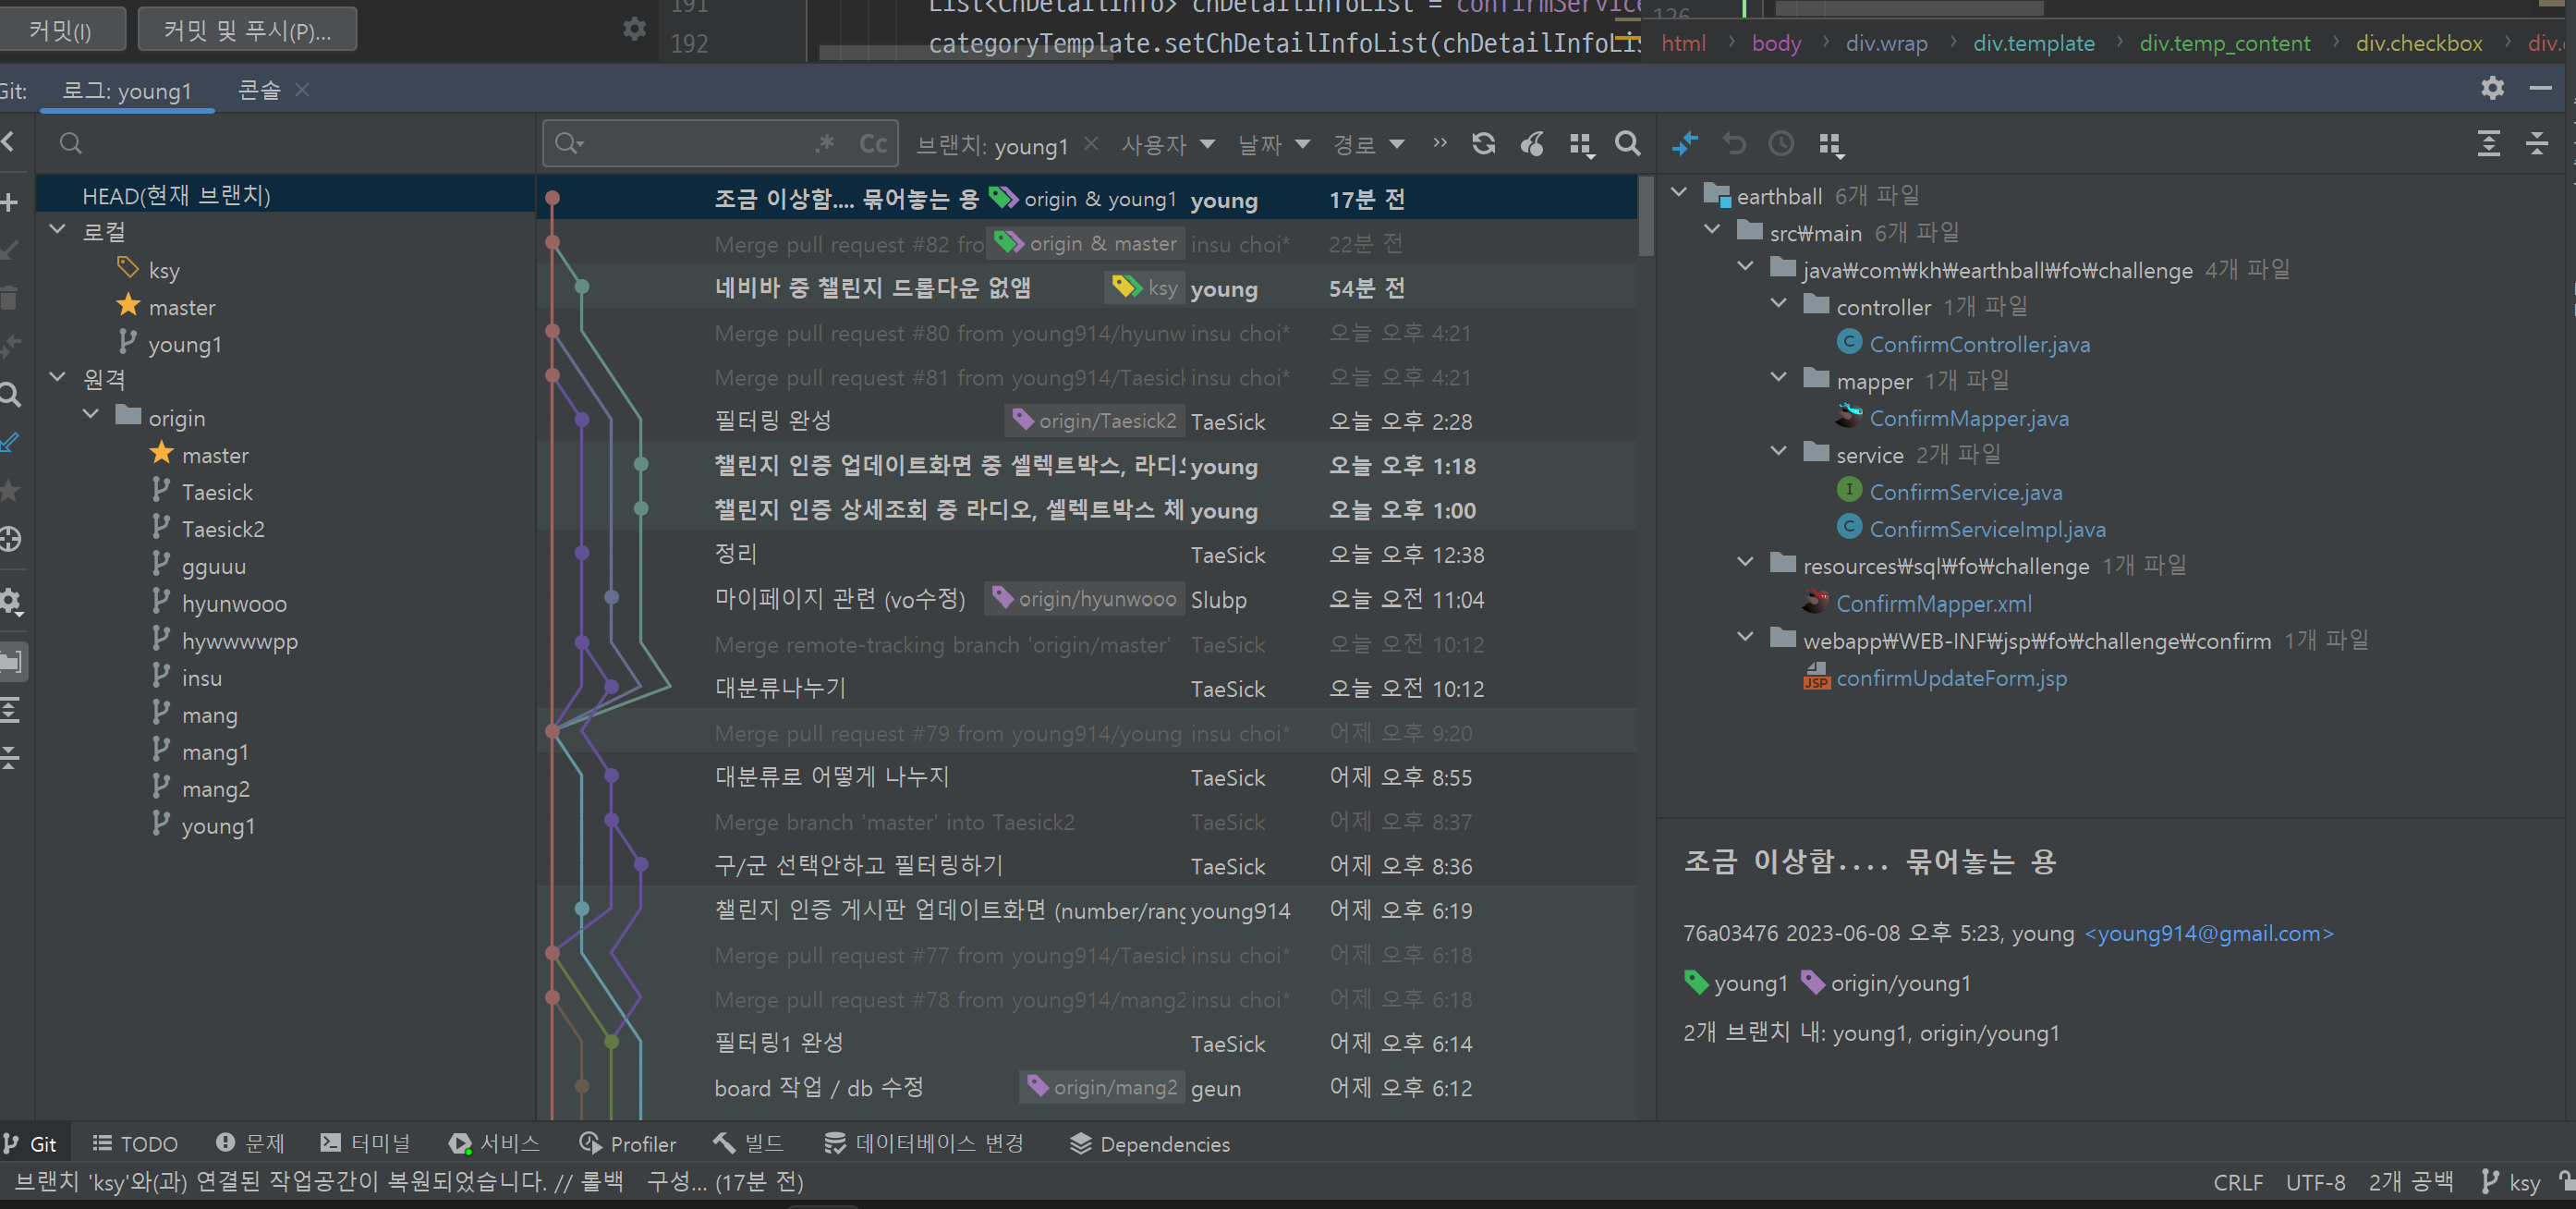 커밋(I) 커밋 및 푸시(P)...
191
192
categoryTemplate.setChDetailInfoList(chDetailInfoLis
html > body > div.wrap > div.template > div.temp_content > div.checkbox > div.
Git: 로그: young1 콘솔
.* Cc 브랜치: young1 사용자 날짜 경로
HEAD(현재 브랜치)
로컬
ksy
master
young1
원격
origin
master
Taesick
Taesick2
gguuu
hyunwooo
hywwwwpp
insu
mang
mang1
mang2
young1
조금 이상함.... 묶어놓는 용 origin & young1 young 17분 전
Merge pull request #82 fro origin & master insu choi* 22분 전
네비바 중 챌린지 드롭다운 없앰 ksy young 54분 전
Merge pull request #80 from young914/hyunw insu choi* 오늘 오후 4:21
Merge pull request #81 from young914/Taesick insu choi* 오늘 오후 4:21
필터링 완성 origin/Taesick2 TaeSick 오늘 오후 2:28
챌린지 인증 업데이트화면 중 셀렉트박스, 라디오 young 오늘 오후 1:18
챌린지 인증 상세조회 중 라디오, 셀렉트박스 체 young 오늘 오후 1:00
정리 TaeSick 오늘 오후 12:38
마이페이지 관련 (vo수정) origin/hyunwooo Slubp 오늘 오전 11:04
Merge remote-tracking branch 'origin/master' TaeSick 오늘 오전 10:12
대분류나누기 TaeSick 오늘 오전 10:12
Merge pull request #79 from young914/young insu choi* 어제 오후 9:20
대분류로 어떻게 나누지 TaeSick 어제 오후 8:55
Merge branch 'master' into Taesick2 TaeSick 어제 오후 8:37
구/군 선택안하고 필터링하기 TaeSick 어제 오후 8:36
챌린지 인증 게시판 업데이트화면 (number/rang young914 어제 오후 6:19
Merge pull request #77 from young914/Taesick insu choi* 어제 오후 6:18
Merge pull request #78 from young914/mang2 insu choi* 어제 오후 6:18
필터링1 완성 TaeSick 어제 오후 6:14
board 작업 / db 수정 origin/mang2 geun 어제 오후 6:12
earthball 6개 파일
src₩main 6개 파일
java₩com₩kh₩earthball₩fo₩challenge 4개 파일
controller 1개 파일
ConfirmController.java
mapper 1개 파일
ConfirmMapper.java
service 2개 파일
ConfirmService.java
ConfirmServiceImpl.java
resources₩sql₩fo₩challenge 1개 파일
ConfirmMapper.xml
webapp₩WEB-INF₩jsp₩fo₩challenge₩confirm 1개 파일
confirmUpdateForm.jsp
조금 이상함.... 묶어놓는 용
76a03476 2023-06-08 오후 5:23, young <young914@gmail.com>
young1 origin/young1
2개 브랜치 내: young1, origin/young1
Git TODO 문제 터미널 서비스 Profiler 빌드 데이터베이스 변경 Dependencies
브랜치 'ksy'와(과) 연결된 작업공간이 복원되었습니다. // 롤백 구성... (17분 전) CRLF UTF-8 2개 공백 ksy